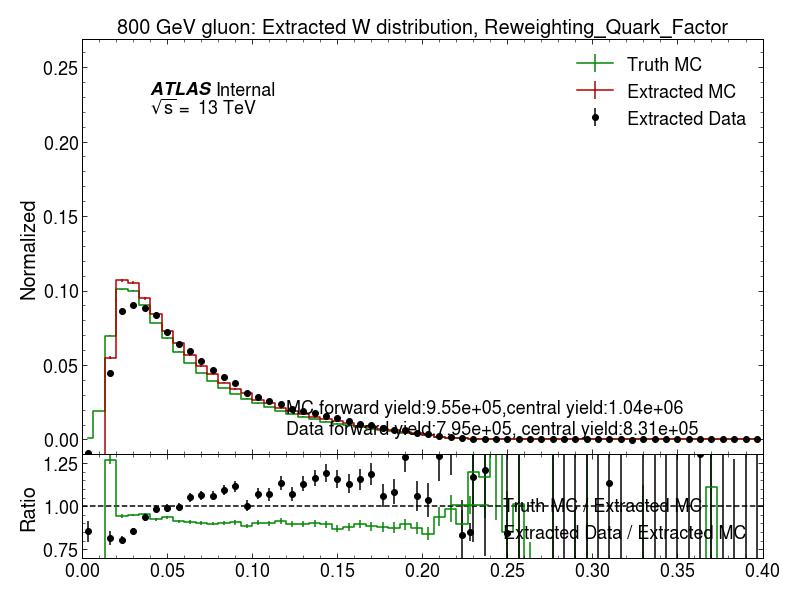 800 GeV gluon: Extracted W distribution, Reweighting_Quark_Factor
Normalized
0.25
0.20
0.15
0.10
0.05
0.00
ATLAS Internal
√s = 13 TeV
Truth MC
Extracted MC
Extracted Data
MC forward yield:9.55e+05,central yield:1.04e+06
Data forward yield:7.95e+05, central yield:8.31e+05
Ratio
1.25
1.00
0.75
Truth MC / Extracted MC
Extracted Data / Extracted MC
0.00 0.05 0.10 0.15 0.20 0.25 0.30 0.35 0.40